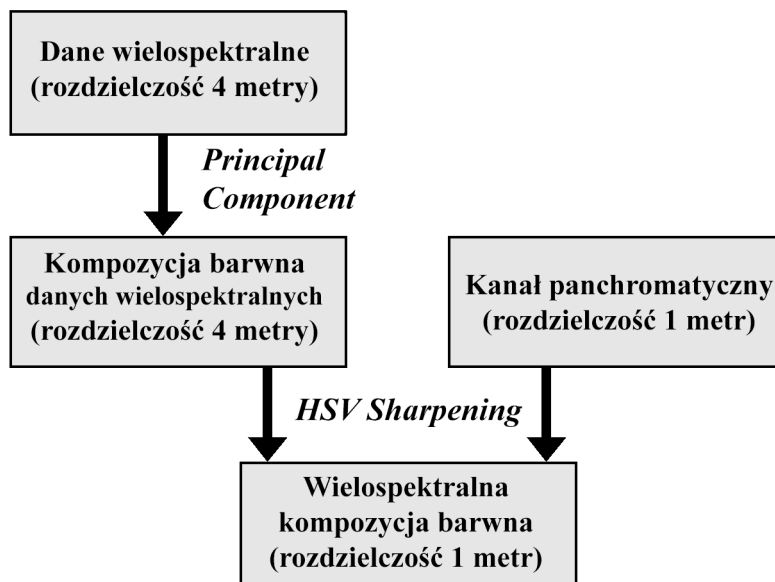 Dane wielospektralne
(rozdzielczość 4 metry)
Principal
Component
Kompozycja barwna
danych wielospektralnych
(rozdzielczość 4 metry)
Kanał panchromatyczny
(rozdzielczość 1 metr)
HSV Sharpening
Wielospektralna
kompozycja barwna
(rozdzielczość 1 metr)